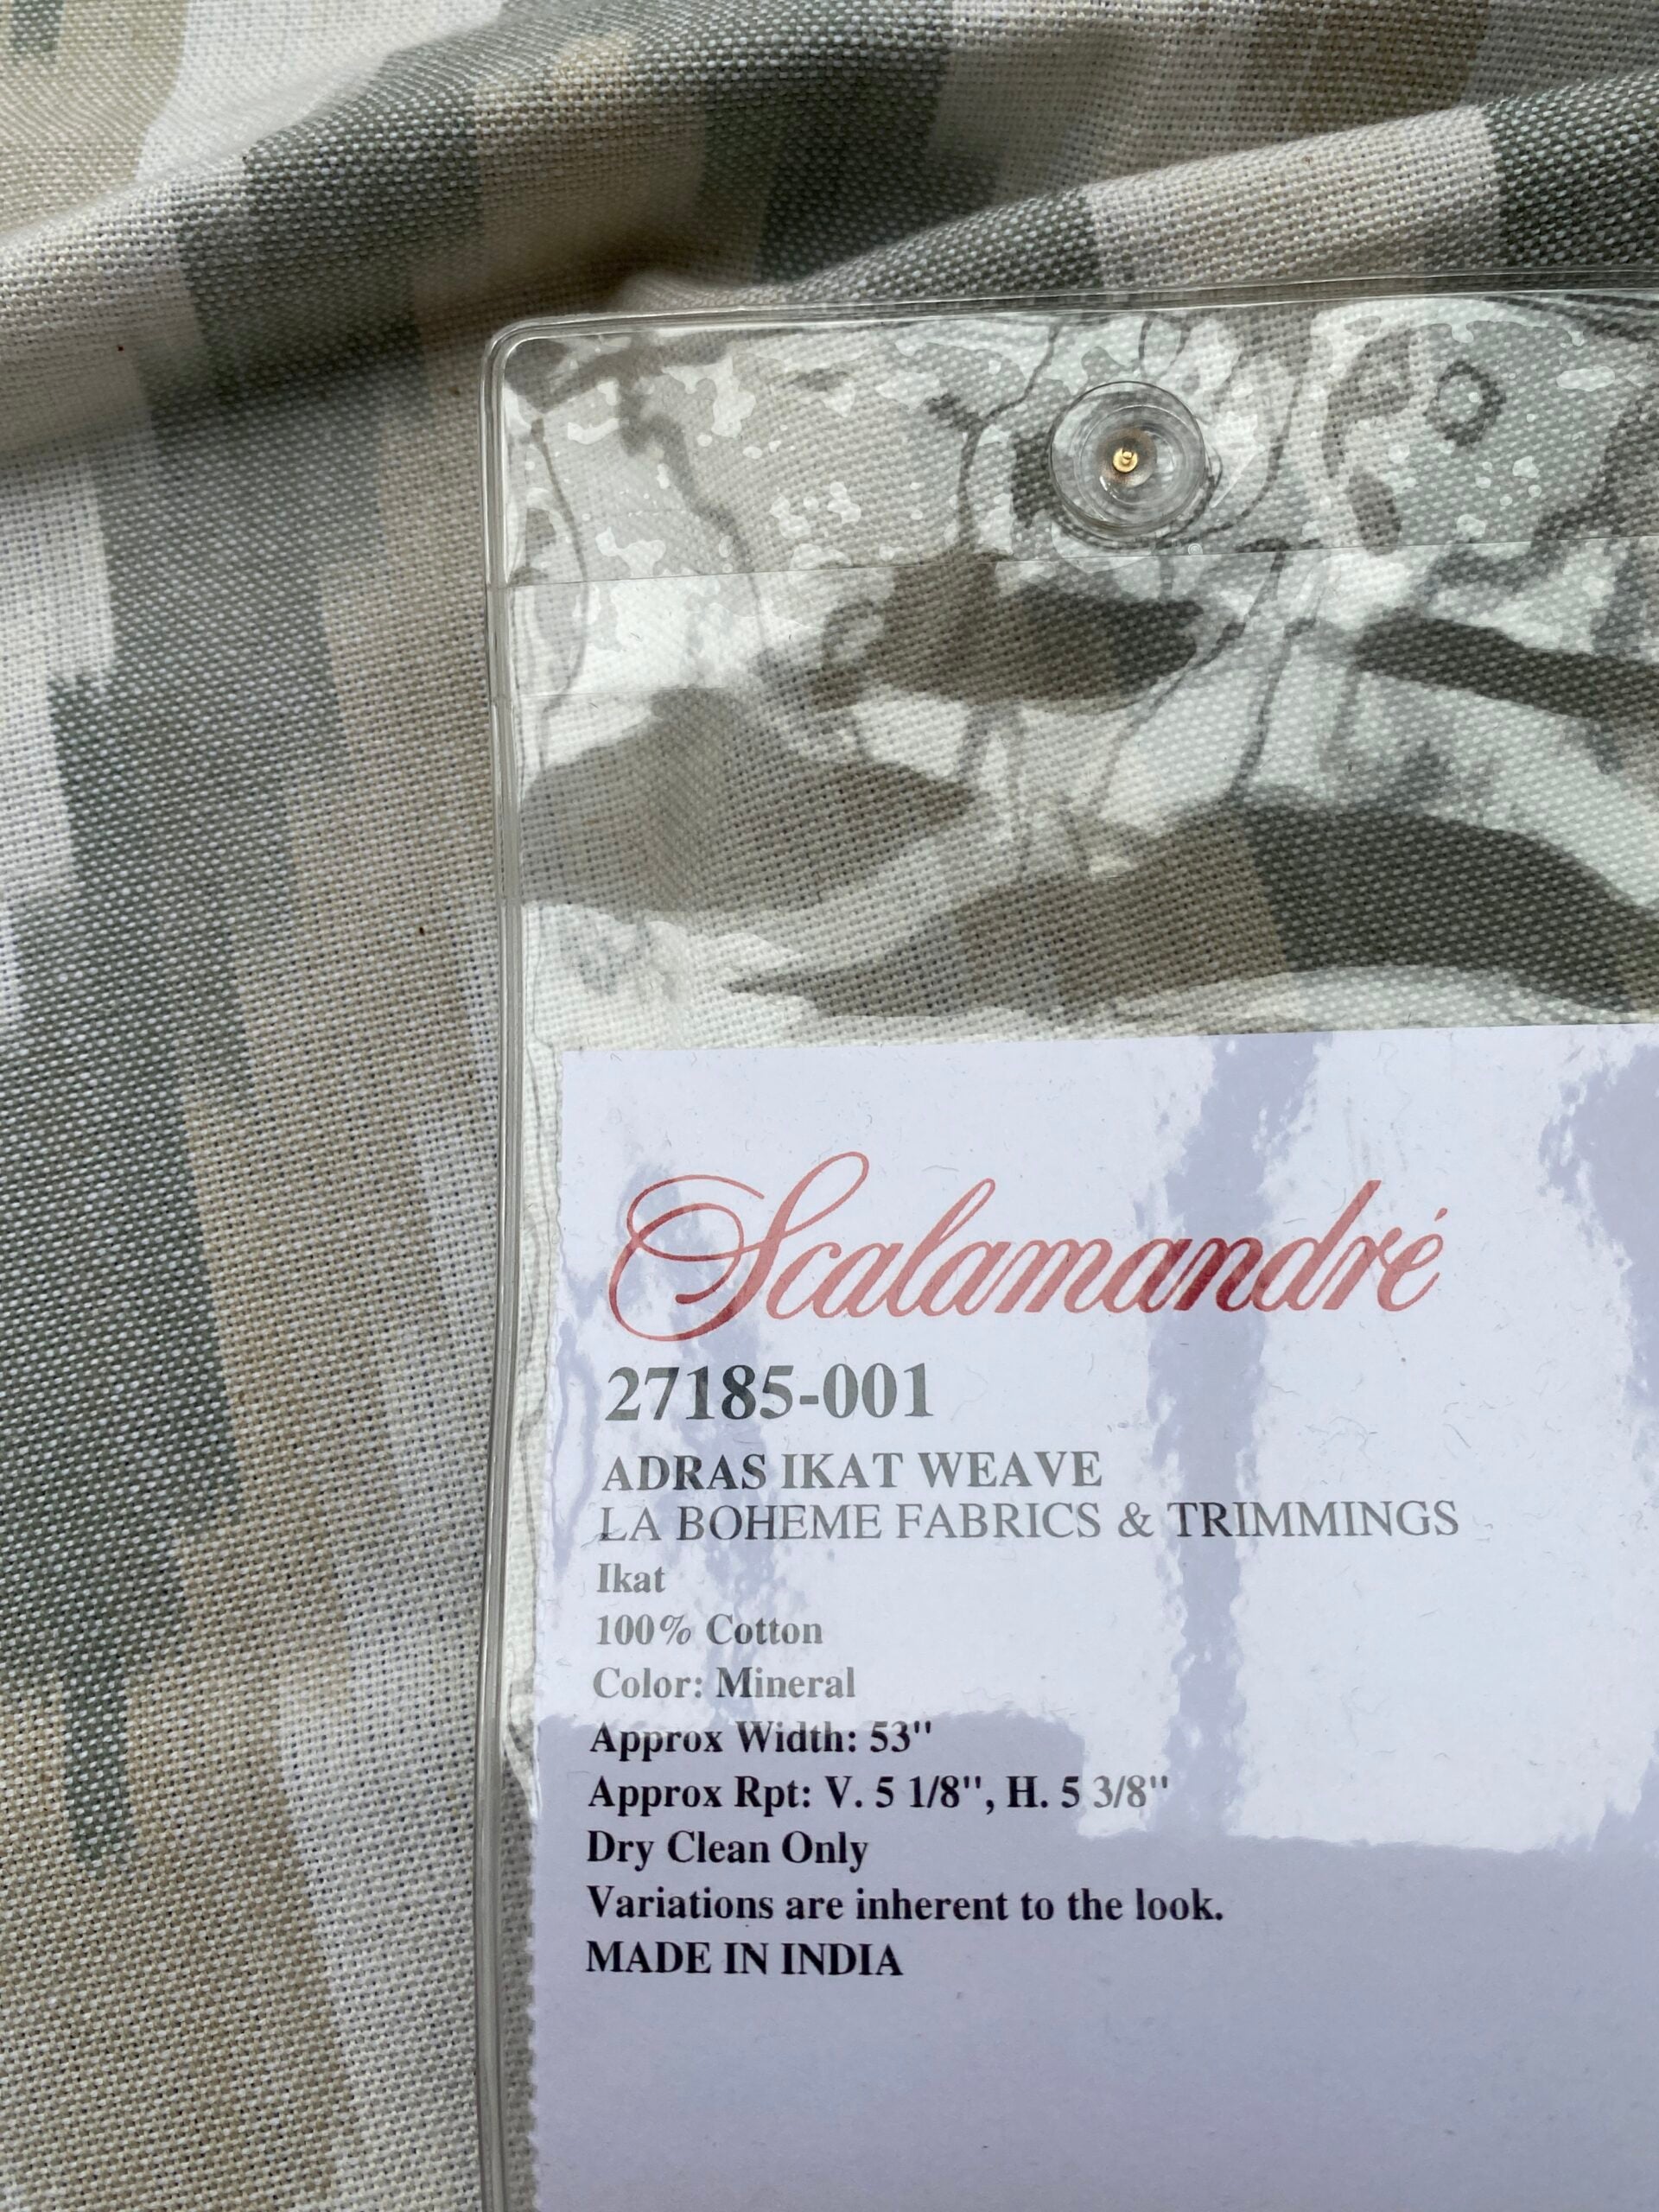 Scalamandré
27185-001
ADRAS IKAT WEAVE
LA BOHEME FABRICS & TRIMMINGS
Ikat
100% Cotton
Color: Mineral
Approx Width: 53"
Approx Rpt: V. 5 1/8", H. 5 3/8"
Dry Clean Only
Variations are inherent to the look.
MADE IN INDIA